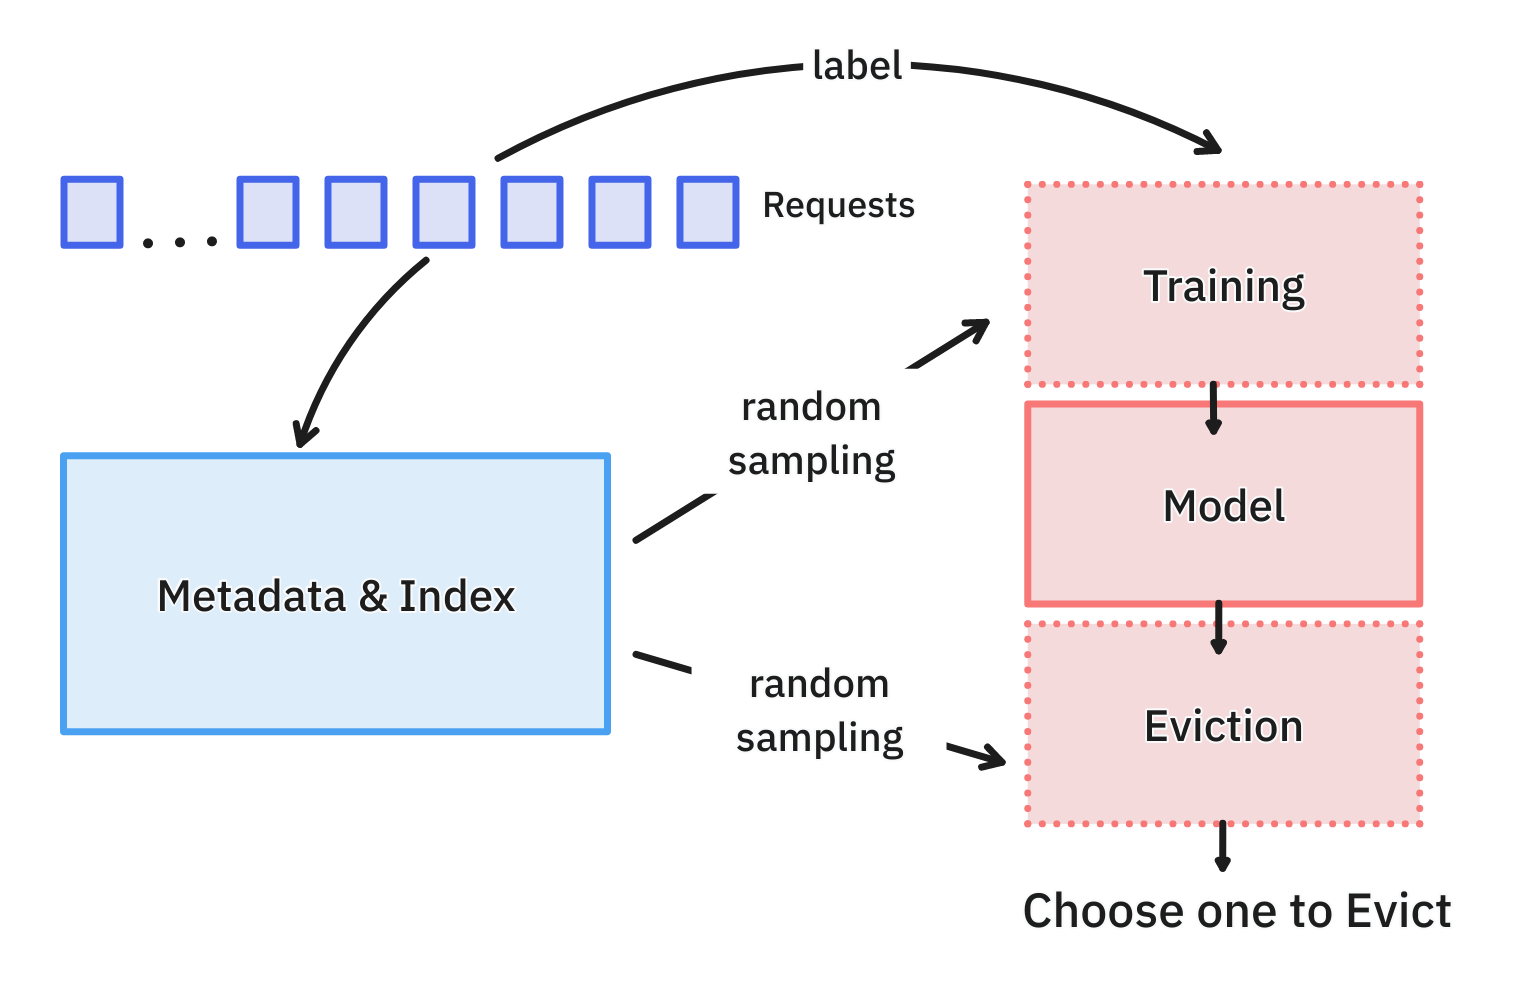 label
Requests
Training
random
sampling
Model
Metadata & Index
random
sampling
Eviction
Choose one to Evict